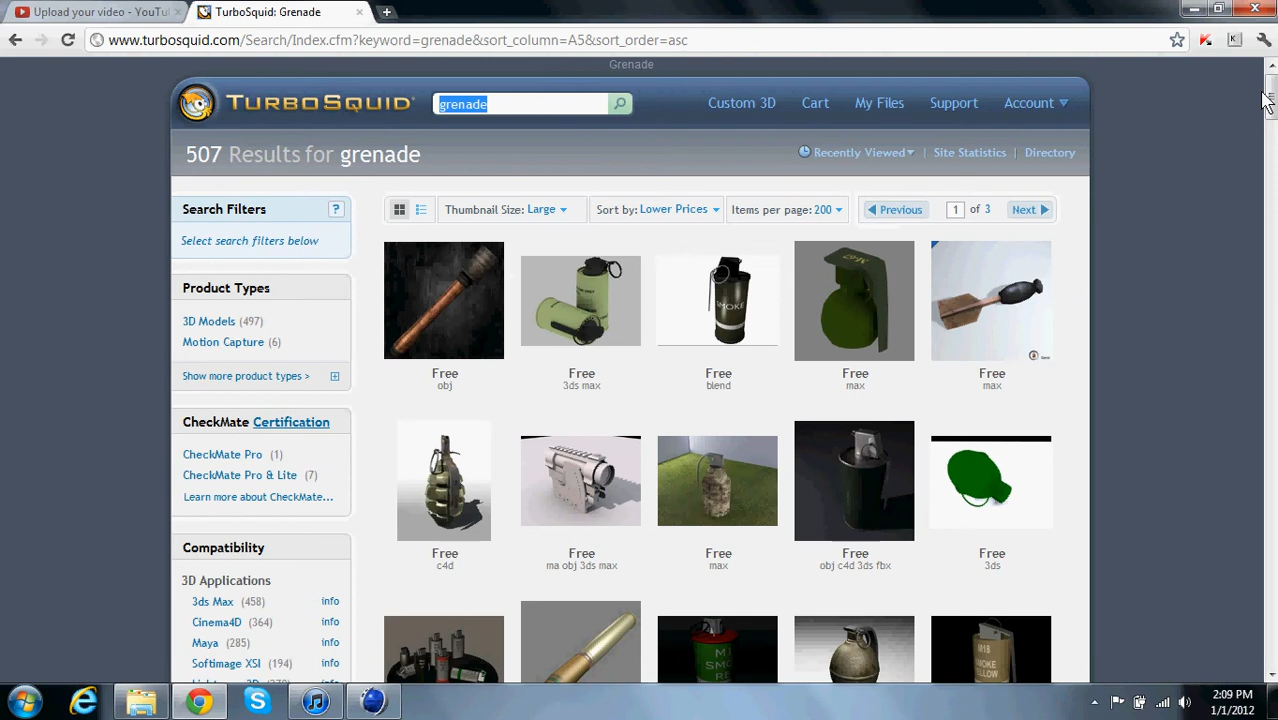 Upload your video - YouTu
TurboSquid: Grenade
www.turbosquid.com/Search/Index.cfm?keyword=grenade&sort_column=A5&sort_order=asc
Grenade
TURBOSQUID
grenade
Custom 3D
Cart
My Files
Support
Account
507 Results for grenade
Recently Viewed
Site Statistics
Directory
Search Filters
?
Select search filters below
Thumbnail Size: Large
Sort by: Lower Prices
Items per page: 200
Previous
1 of 3
Next
Product Types
3D Models (497)
Motion Capture (6)
Show more product types >
Free
obj
Free
3ds max
SMOKE
Free
blend
Free
max
Free
max
CheckMate Certification
CheckMate Pro (1)
CheckMate Pro & Lite (7)
Learn more about CheckMate...
Free
c4d
Free
ma obj 3ds max
Free
max
Free
obj c4d 3ds fbx
Free
3ds
Compatibility
3D Applications
3ds Max (458) info
Cinema4D (364) info
Maya (285) info
Softimage XSI (194) info
SMOKE
M18
SMOKE
YELLOW
2:09 PM
1/1/2012